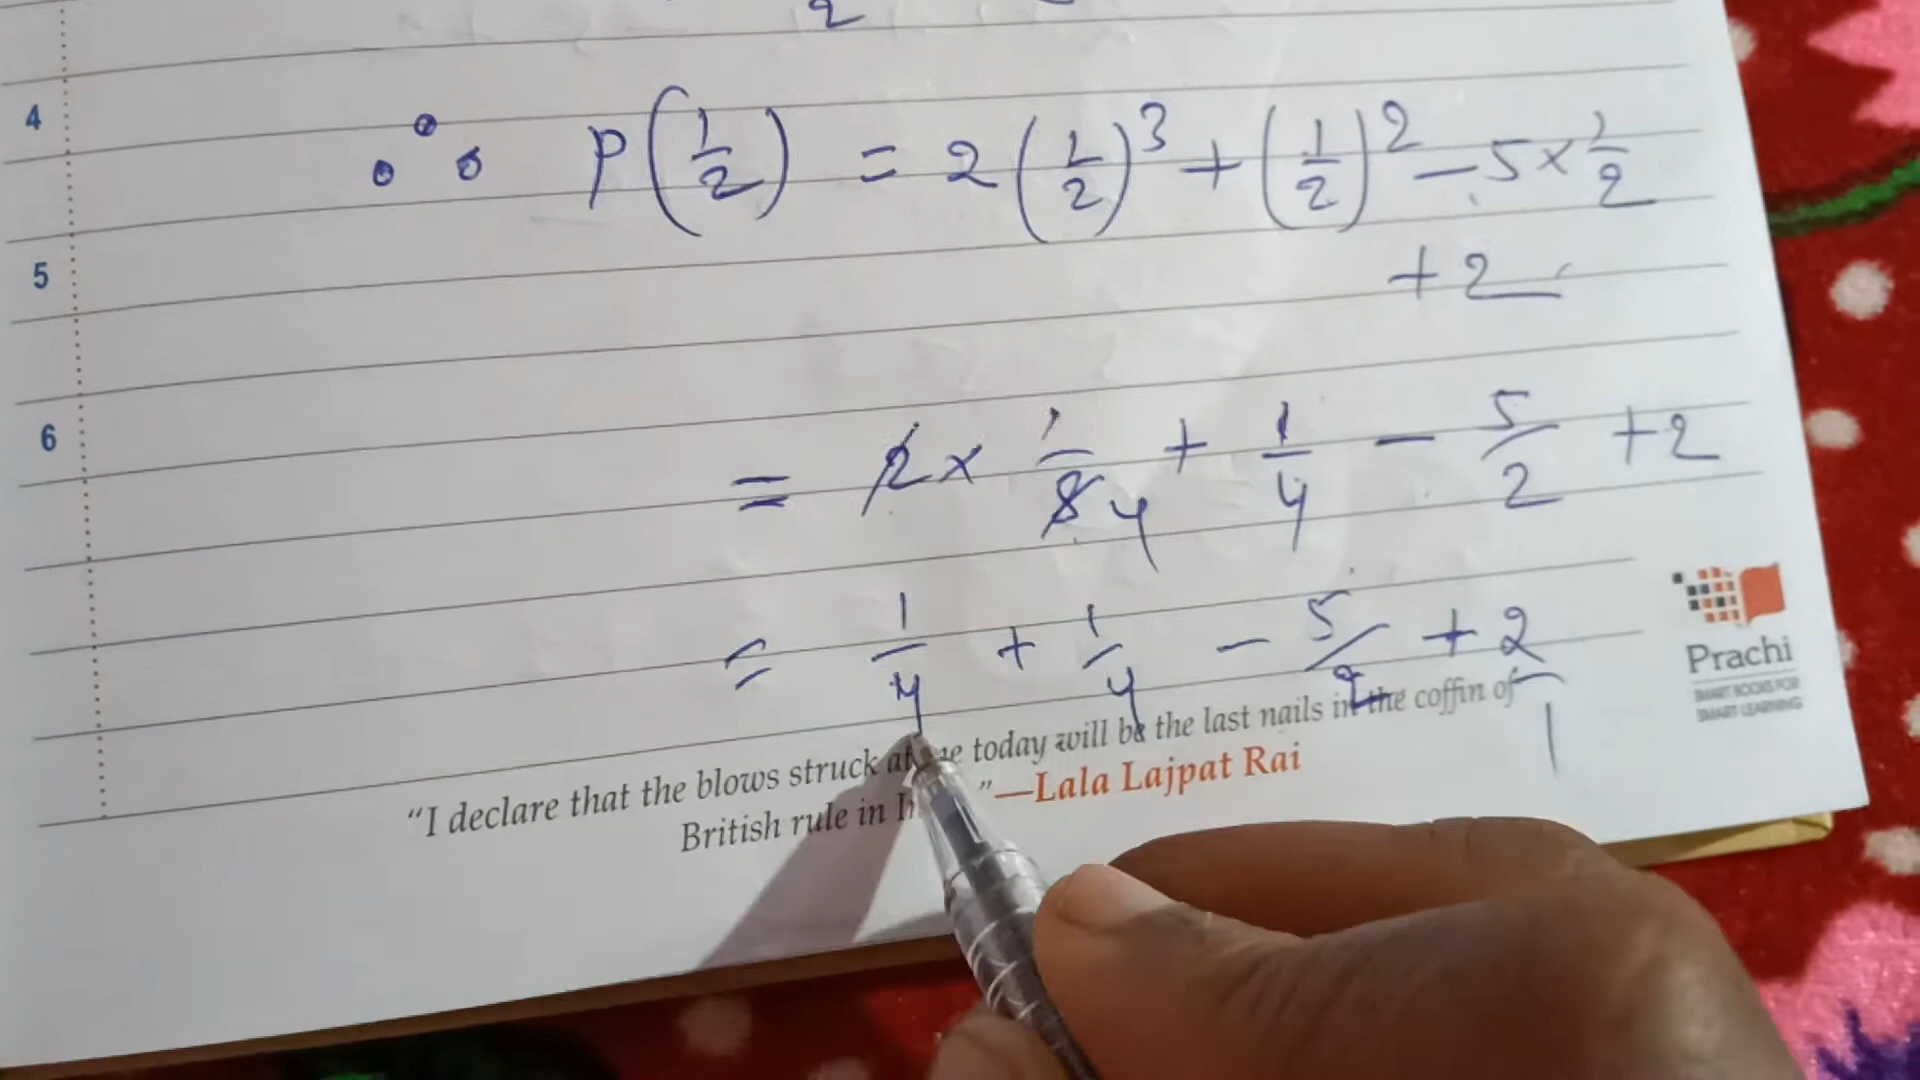 2
4
∴ P(1/2) = 2(1/2)^3 + (1/2)^2 - 5 × 1/2
5
+ 2
6
= 2 × 1/8 4 + 1/4 - 5/2 + 2
= 1/4 + 1/4 - 5/2 + 2/1
Prachi
SMART BOOKS FOR
SMART LEARNING
“I declare that the blows struck at me today will be the last nails in the coffin of
British rule in ”—Lala Lajpat Rai